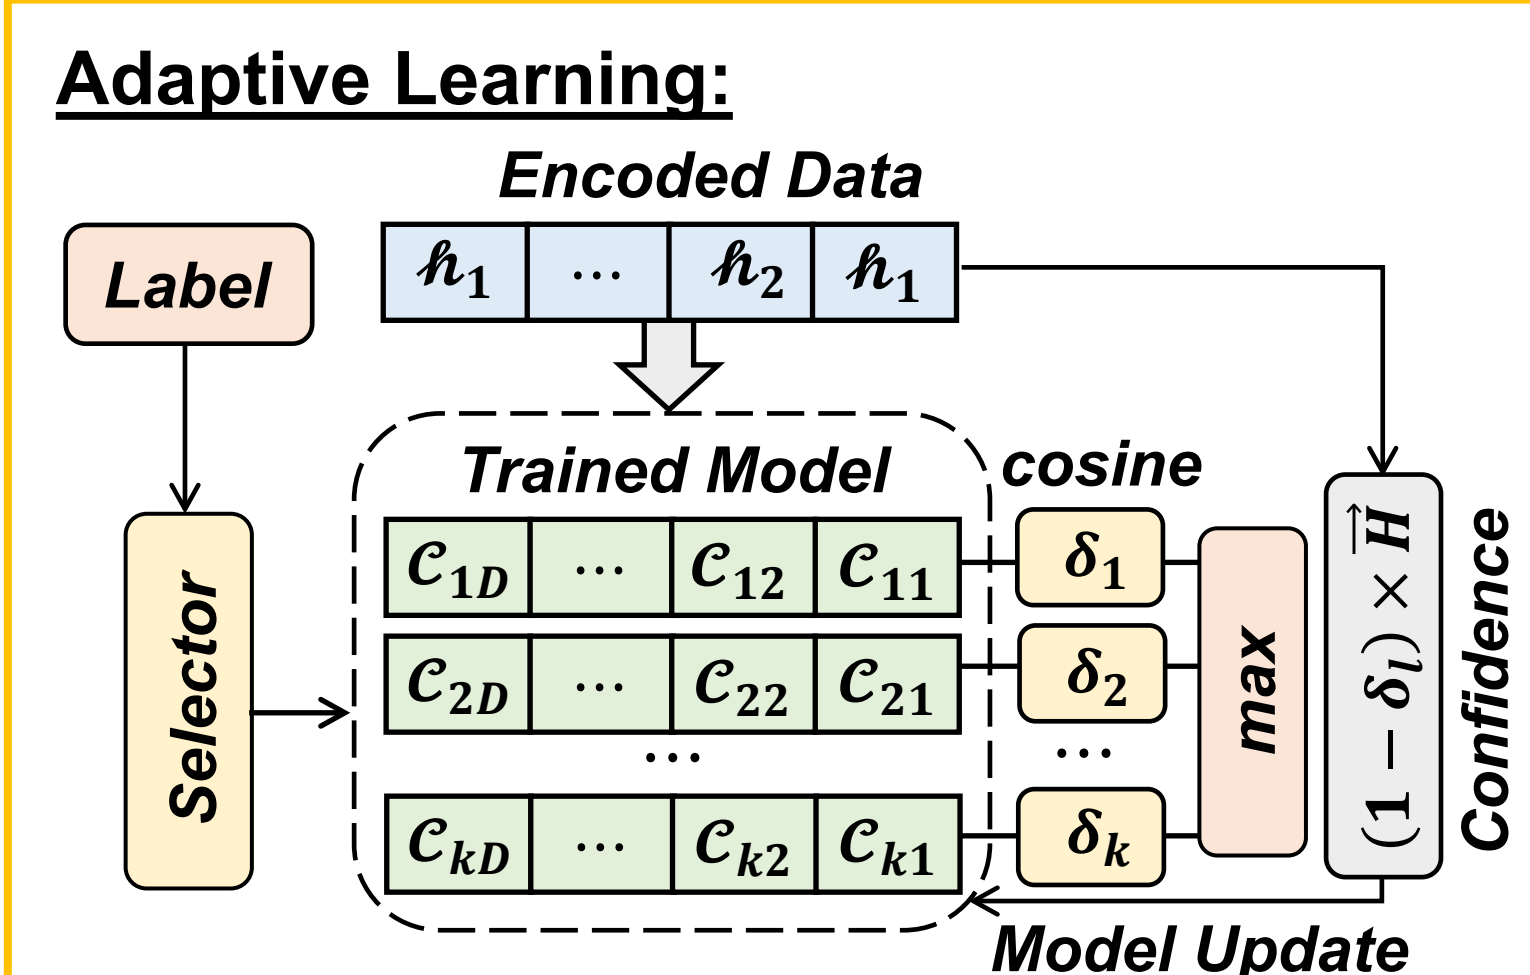 Adaptive Learning:
Encoded Data
Label
𝒽₁ ⋯ 𝒽₂ 𝒽₁
Trained Model
cosine
Selector
𝒞₁D ⋯ 𝒞₁₂ 𝒞₁₁
δ₁
𝒞₂D ⋯ 𝒞₂₂ 𝒞₂₁
δ₂
⋯
⋯
𝒞kD ⋯ 𝒞k₂ 𝒞k₁
δk
max
(1 − δl) × H⃗
Confidence
Model Update